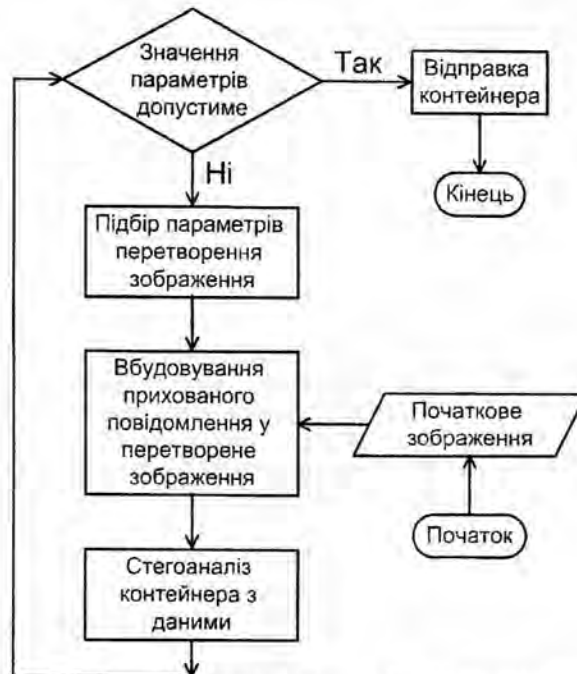 Значення
параметрів
допустиме
Так
Відправка
контейнера
Кінець
Ні
Підбір параметрів
перетворення
зображення
Вбудовування
прихованого
повідомлення у
перетворене
зображення
Початкове
зображення
Початок
Стегоаналіз
контейнера з
даними